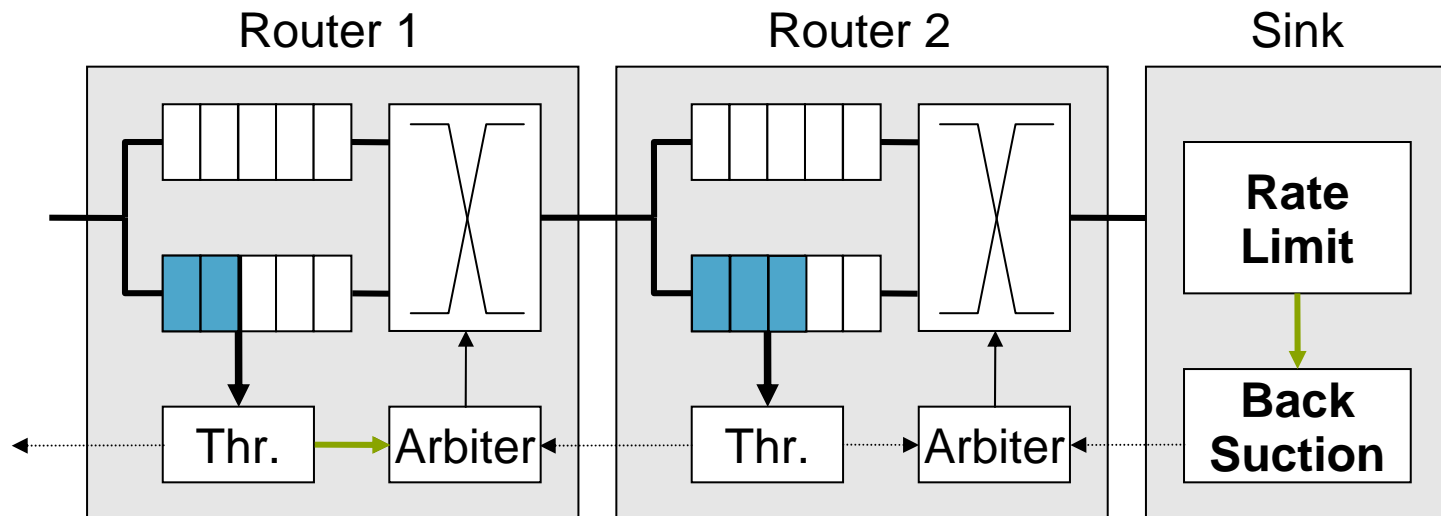 Router 1
Router 2
Sink
Rate
Limit
Thr.
Arbiter
Thr.
Arbiter
Back
Suction